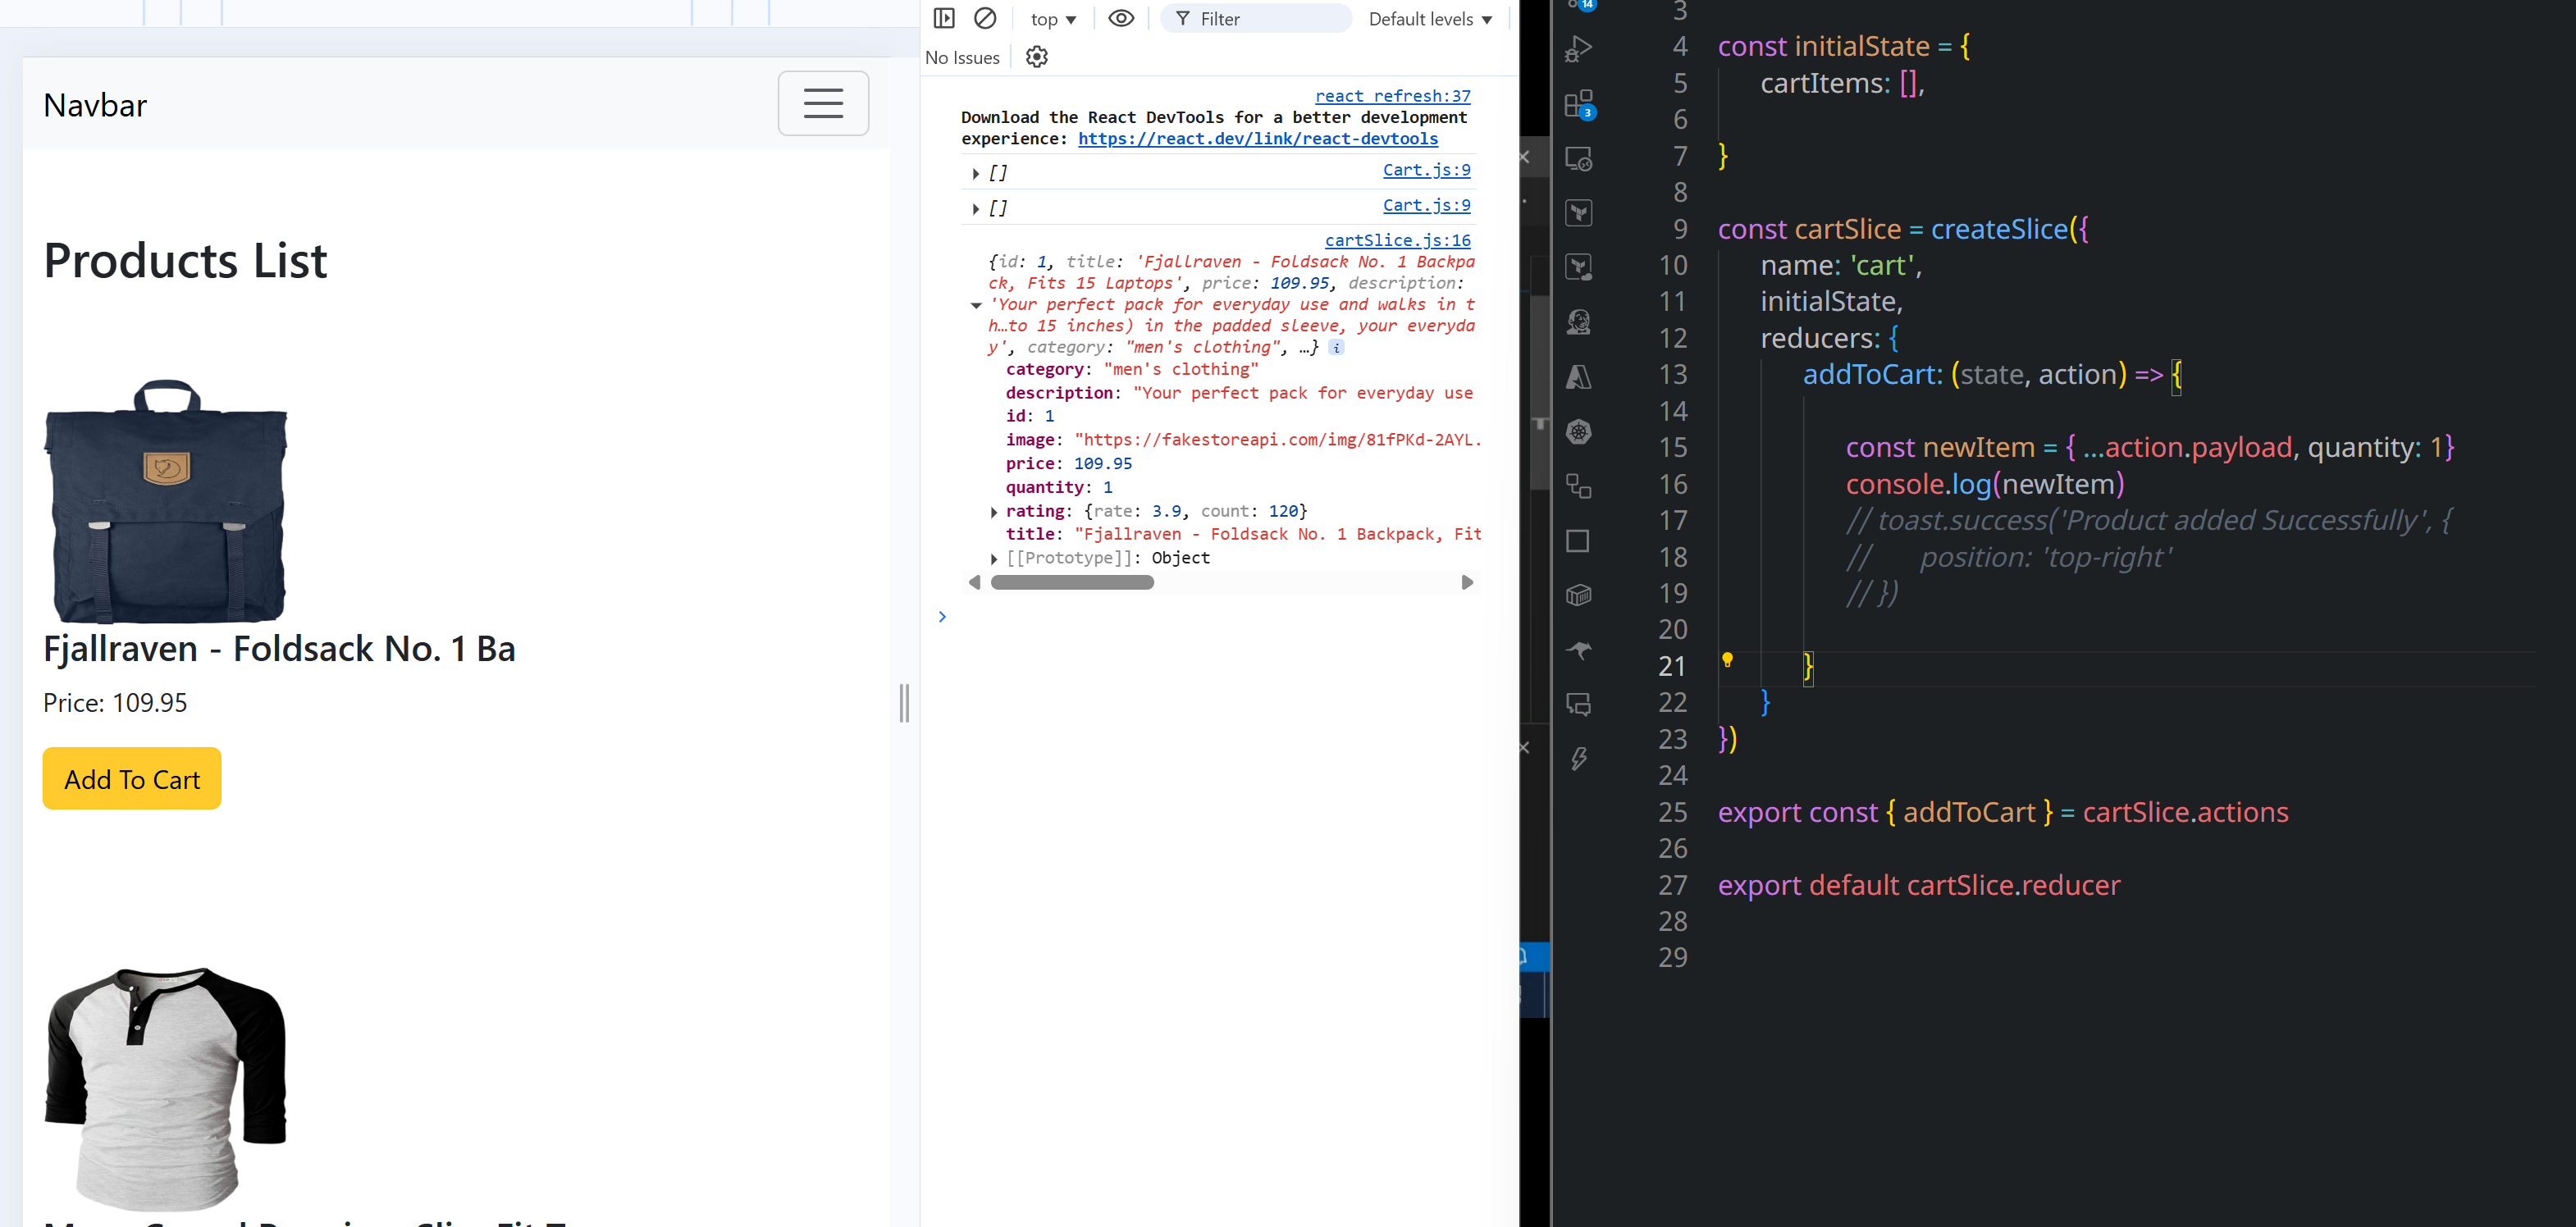 Navbar
Products List
Fjallraven - Foldsack No. 1 Ba
Price: 109.95
Add To Cart
top
Filter
Default levels
No Issues
react refresh:37
Download the React DevTools for a better development
experience: https://react.dev/link/react-devtools
[]
Cart.js:9
[]
Cart.js:9
cartSlice.js:16
{id: 1, title: 'Fjallraven - Foldsack No. 1 Backpa
ck, Fits 15 Laptops', price: 109.95, description:
'Your perfect pack for everyday use and walks in t
h…to 15 inches) in the padded sleeve, your everyda
y', category: "men's clothing", …} i
category: "men's clothing"
description: "Your perfect pack for everyday use
id: 1
image: "https://fakestoreapi.com/img/81fPKd-2AYL.
price: 109.95
quantity: 1
rating: {rate: 3.9, count: 120}
title: "Fjallraven - Foldsack No. 1 Backpack, Fit
[[Prototype]]: Object
14
3
3
4 const initialState = {
5 cartItems: [],
6
7 }
8
9 const cartSlice = createSlice({
10 name: 'cart',
11 initialState,
12 reducers: {
13 addToCart: (state, action) => {
14
15 const newItem = { ...action.payload, quantity: 1}
16 console.log(newItem)
17 // toast.success('Product added Successfully', {
18 // position: 'top-right'
19 // })
20
21 }
22 }
23 })
24
25 export const { addToCart } = cartSlice.actions
26
27 export default cartSlice.reducer
28
29